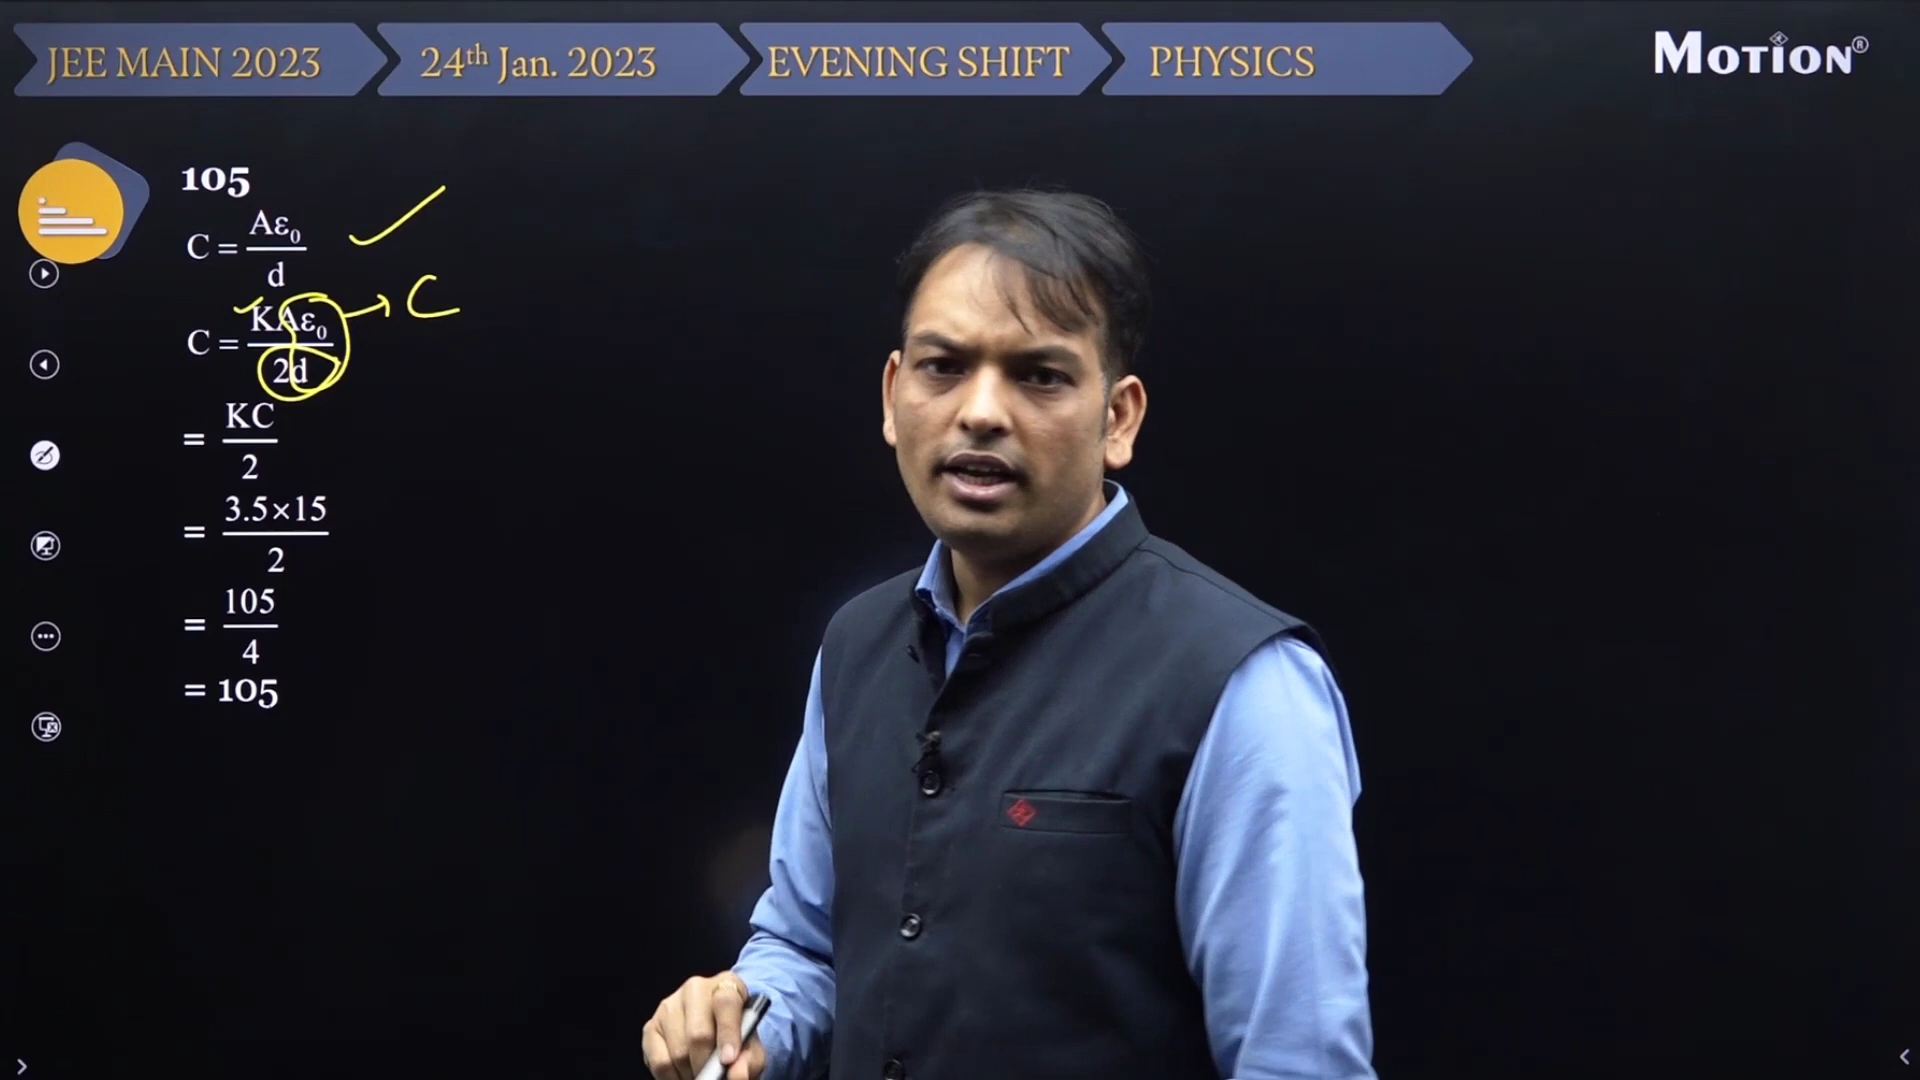 JEE MAIN 2023 24th Jan. 2023 EVENING SHIFT PHYSICS
MOTION®
105
C = Aε₀/d
C = KAε₀/2d → C
= KC/2
= 3.5×15/2
= 105/4
= 105